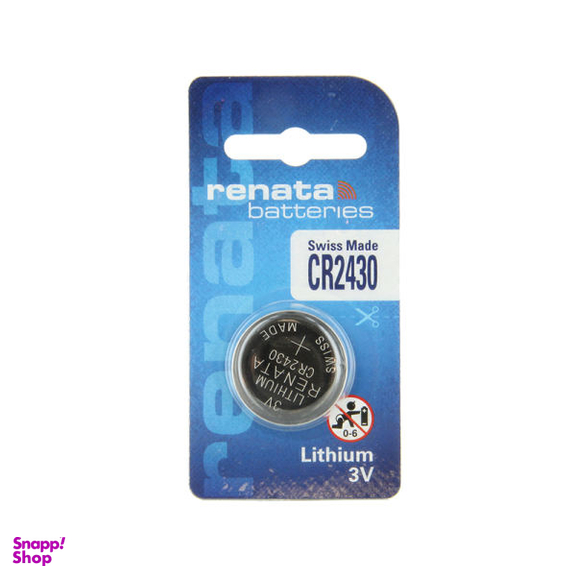 renata
renata
batteries
Swiss Made
CR2430
SWISS MADE
+
CR2430
RENATA
LITHIUM
3V
0-6
Lithium
3V
Snapp!
Shop